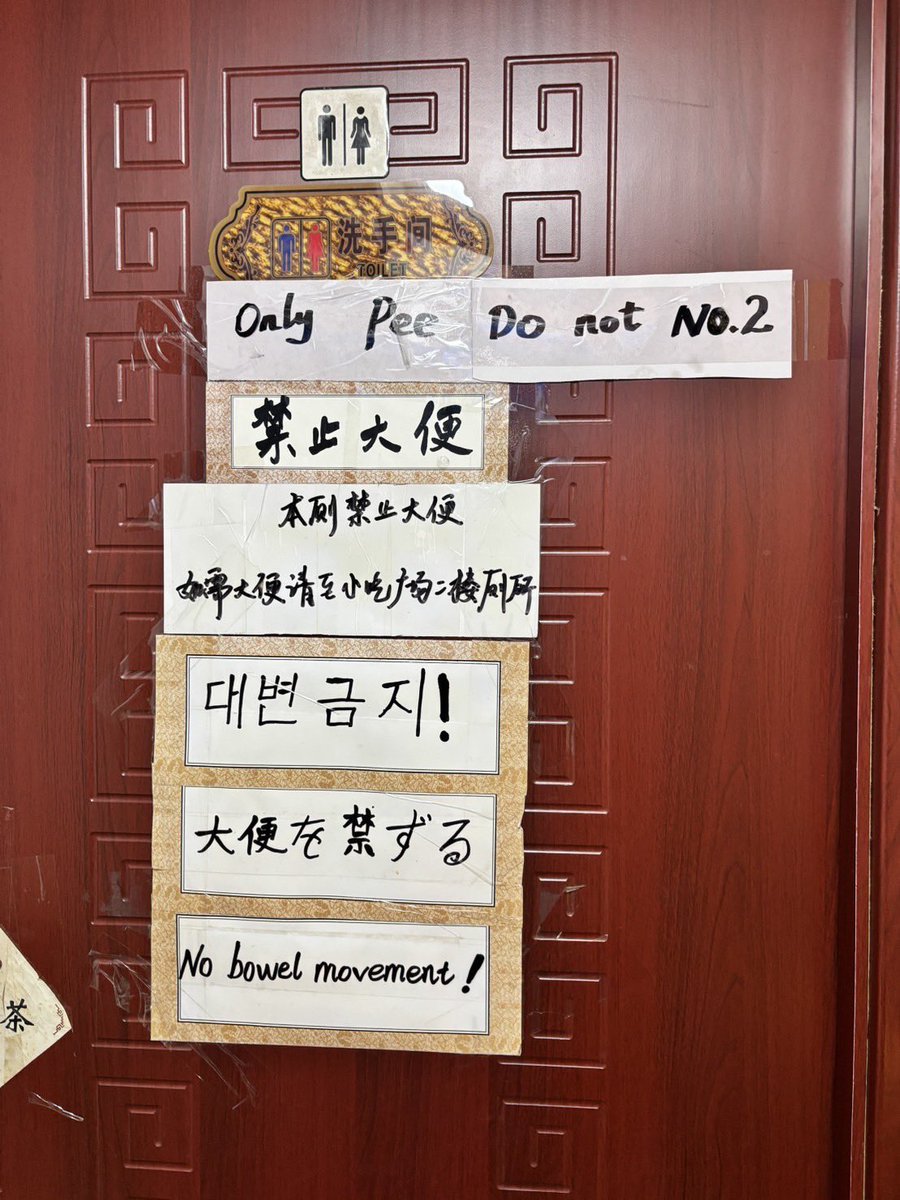 洗手间
TOILET
Only Pee Do not No.2
禁止大便
本厕禁止大便
如需大便请至小吃广场二楼厕所
대변금지!
大便を禁ずる
No bowel movement!
茶